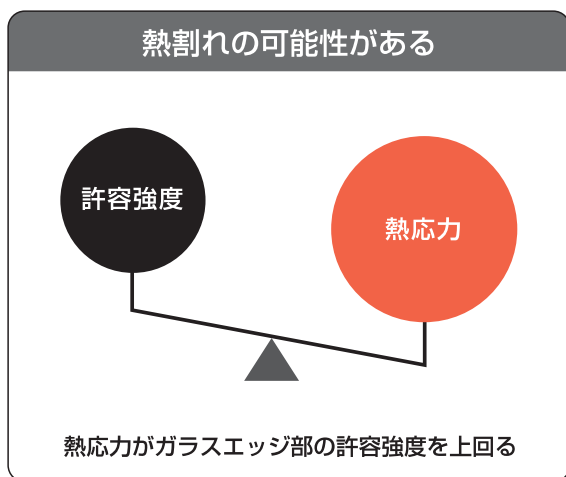 熱割れの可能性がある
許容強度
熱応力
熱応力がガラスエッジ部の許容強度を上回る